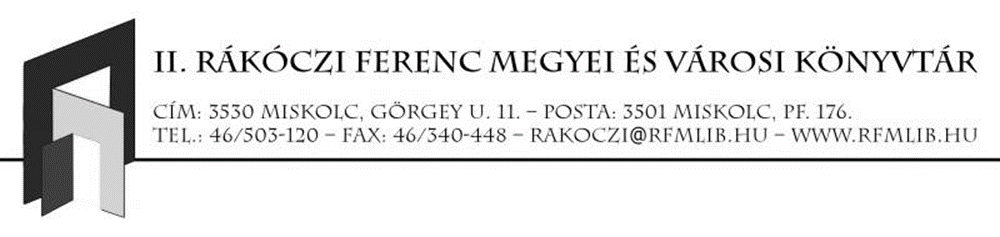 II. RÁKÓCZI FERENC MEGYEI ÉS VÁROSI KÖNYVTÁR
CÍM: 3530 MISKOLC, GÖRGEY U. 11. – POSTA: 3501 MISKOLC, PF. 176.
TEL.: 46/503-120 – FAX: 46/340-448 – RAKOCZI@RFMLIB.HU – WWW.RFMLIB.HU